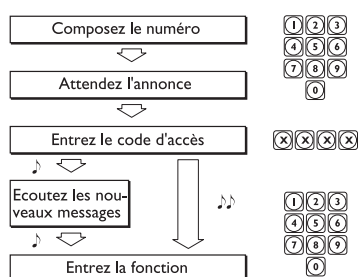 Composez le numéro
1 2 3
4 5 6
7 8 9
0
Attendez l'annonce
Entrez le code d'accès
X X X X
Ecoutez les nou-
veaux messages
1 2 3
4 5 6
7 8 9
0
Entrez la fonction